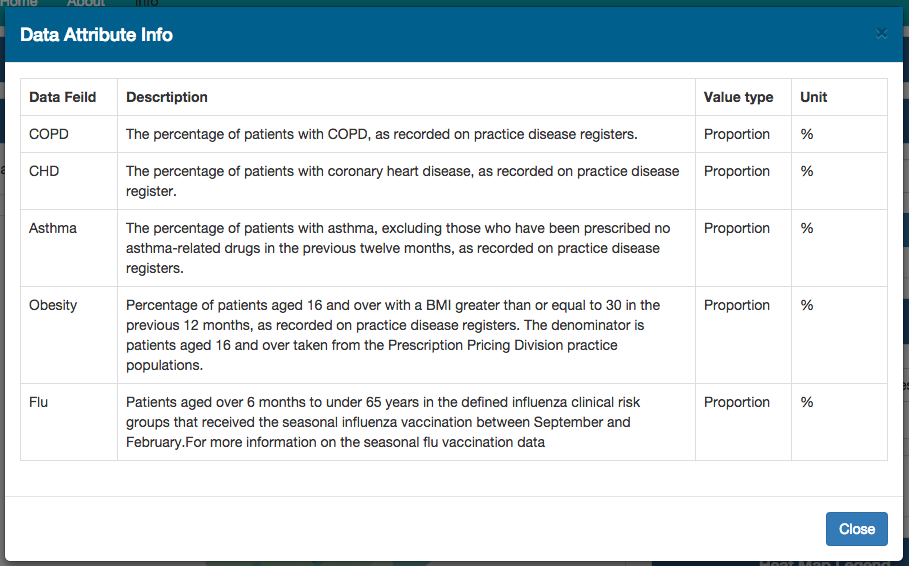 Home About Info
Data Attribute Info ×
Data Feild Descrtiption Value type Unit
COPD The percentage of patients with COPD, as recorded on practice disease registers. Proportion %
CHD The percentage of patients with coronary heart disease, as recorded on practice disease Proportion %
register.
Asthma The percentage of patients with asthma, excluding those who have been prescribed no Proportion %
asthma-related drugs in the previous twelve months, as recorded on practice disease
registers.
Obesity Percentage of patients aged 16 and over with a BMI greater than or equal to 30 in the Proportion %
previous 12 months, as recorded on practice disease registers. The denominator is
patients aged 16 and over taken from the Prescription Pricing Division practice
populations.
Flu Patients aged over 6 months to under 65 years in the defined influenza clinical risk Proportion %
groups that received the seasonal influenza vaccination between September and
February.For more information on the seasonal flu vaccination data
Close
Heat Map Legend